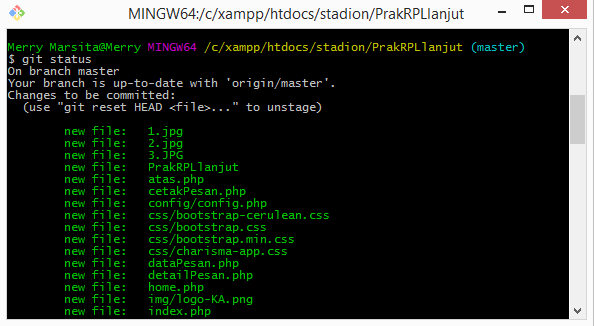 MINGW64:/c/xampp/htdocs/stadion/PrakRPLlanjut
Merry Marsita@Merry MINGW64 /c/xampp/htdocs/stadion/PrakRPLlanjut (master)
$ git status
On branch master
Your branch is up-to-date with 'origin/master'.
Changes to be committed:
  (use "git reset HEAD <file>..." to unstage)
        new file:   1.jpg
        new file:   2.jpg
        new file:   3.JPG
        new file:   PrakRPLlanjut
        new file:   atas.php
        new file:   cetakPesan.php
        new file:   config/config.php
        new file:   css/bootstrap-cerulean.css
        new file:   css/bootstrap.css
        new file:   css/bootstrap.min.css
        new file:   css/charisma-app.css
        new file:   dataPesan.php
        new file:   detailPesan.php
        new file:   home.php
        new file:   img/logo-KA.png
        new file:   index.php